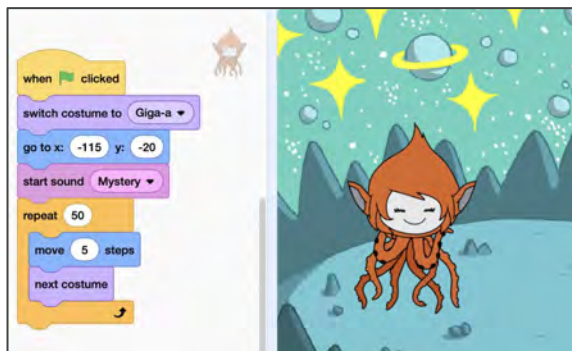 when clicked
switch costume to Giga-a
go to x: -115 y: -20
start sound Mystery
repeat 50
move 5 steps
next costume